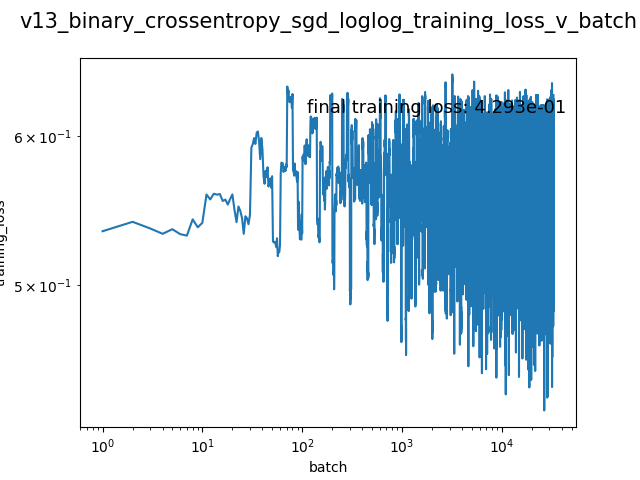 v13_binary_crossentropy_sgd_loglog_training_loss_v_batch
final training loss: 4.293e-01
6 × 10⁻¹
5 × 10⁻¹
training_loss
10⁰ 10¹ 10² 10³ 10⁴
batch